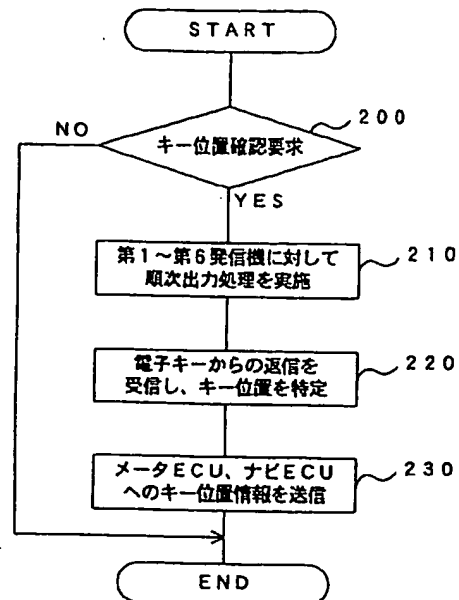 START
200
キー位置確認要求
NO
YES
第1〜第6発信機に対して
順次出力処理を実施
210
電子キーからの返信を
受信し、キー位置を特定
220
メータECU、ナビECU
へのキー位置情報を送信
230
END